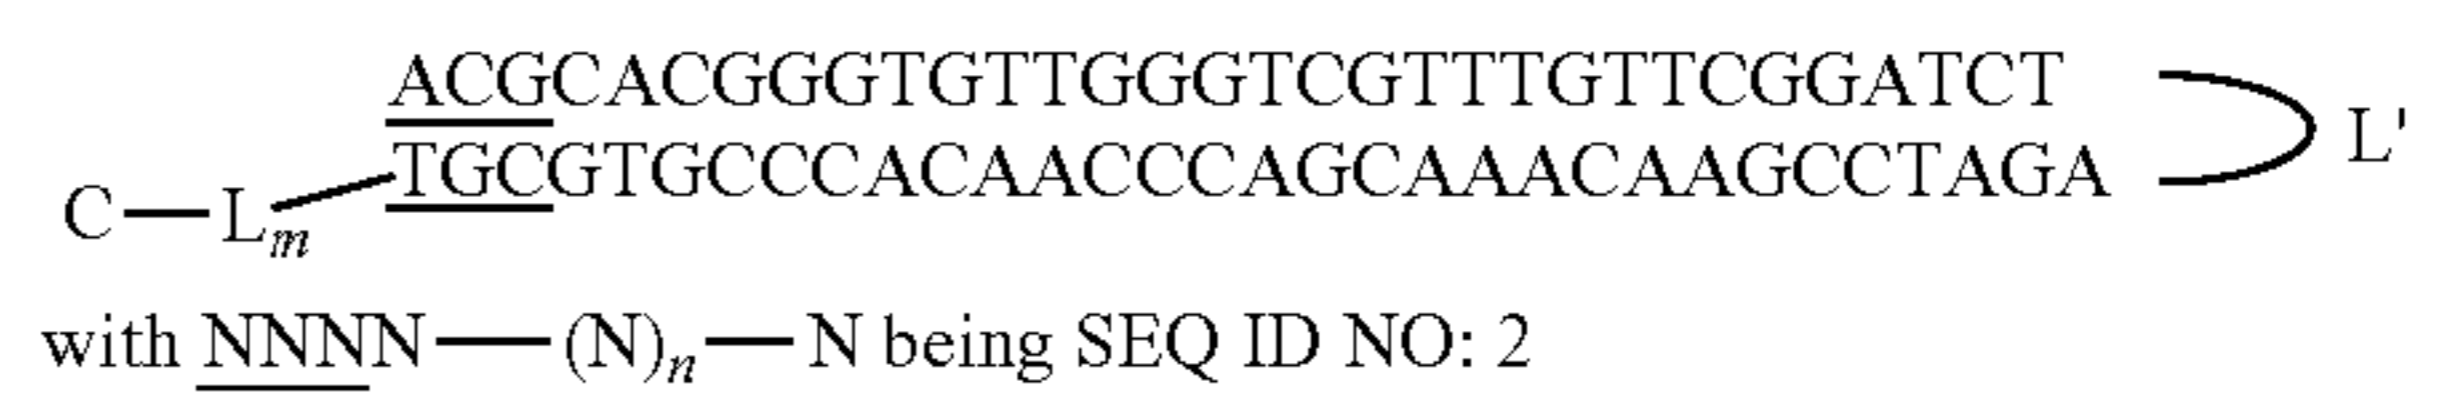 ACGCACGGGTGTTGGGTCGTTTGTTCGGATCT
L'
TGCGTGCCCACAACCCAGCAAACAAGCCTAGA
C—Lm
with NNNN—(N)n—N being SEQ ID NO: 2